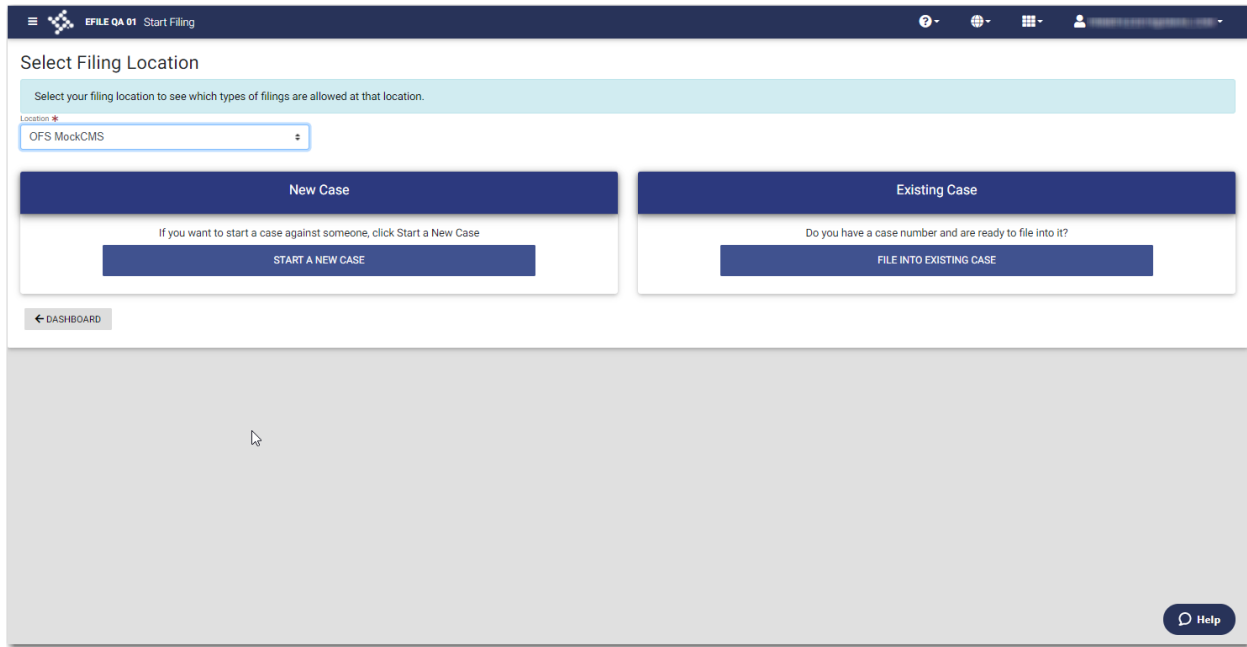 EFILE QA 01 Start Filing
Select Filing Location
Select your filing location to see which types of filings are allowed at that location.
Location *
OFS MockCMS
New Case
Existing Case
If you want to start a case against someone, click Start a New Case
Do you have a case number and are ready to file into it?
START A NEW CASE
FILE INTO EXISTING CASE
DASHBOARD
Help